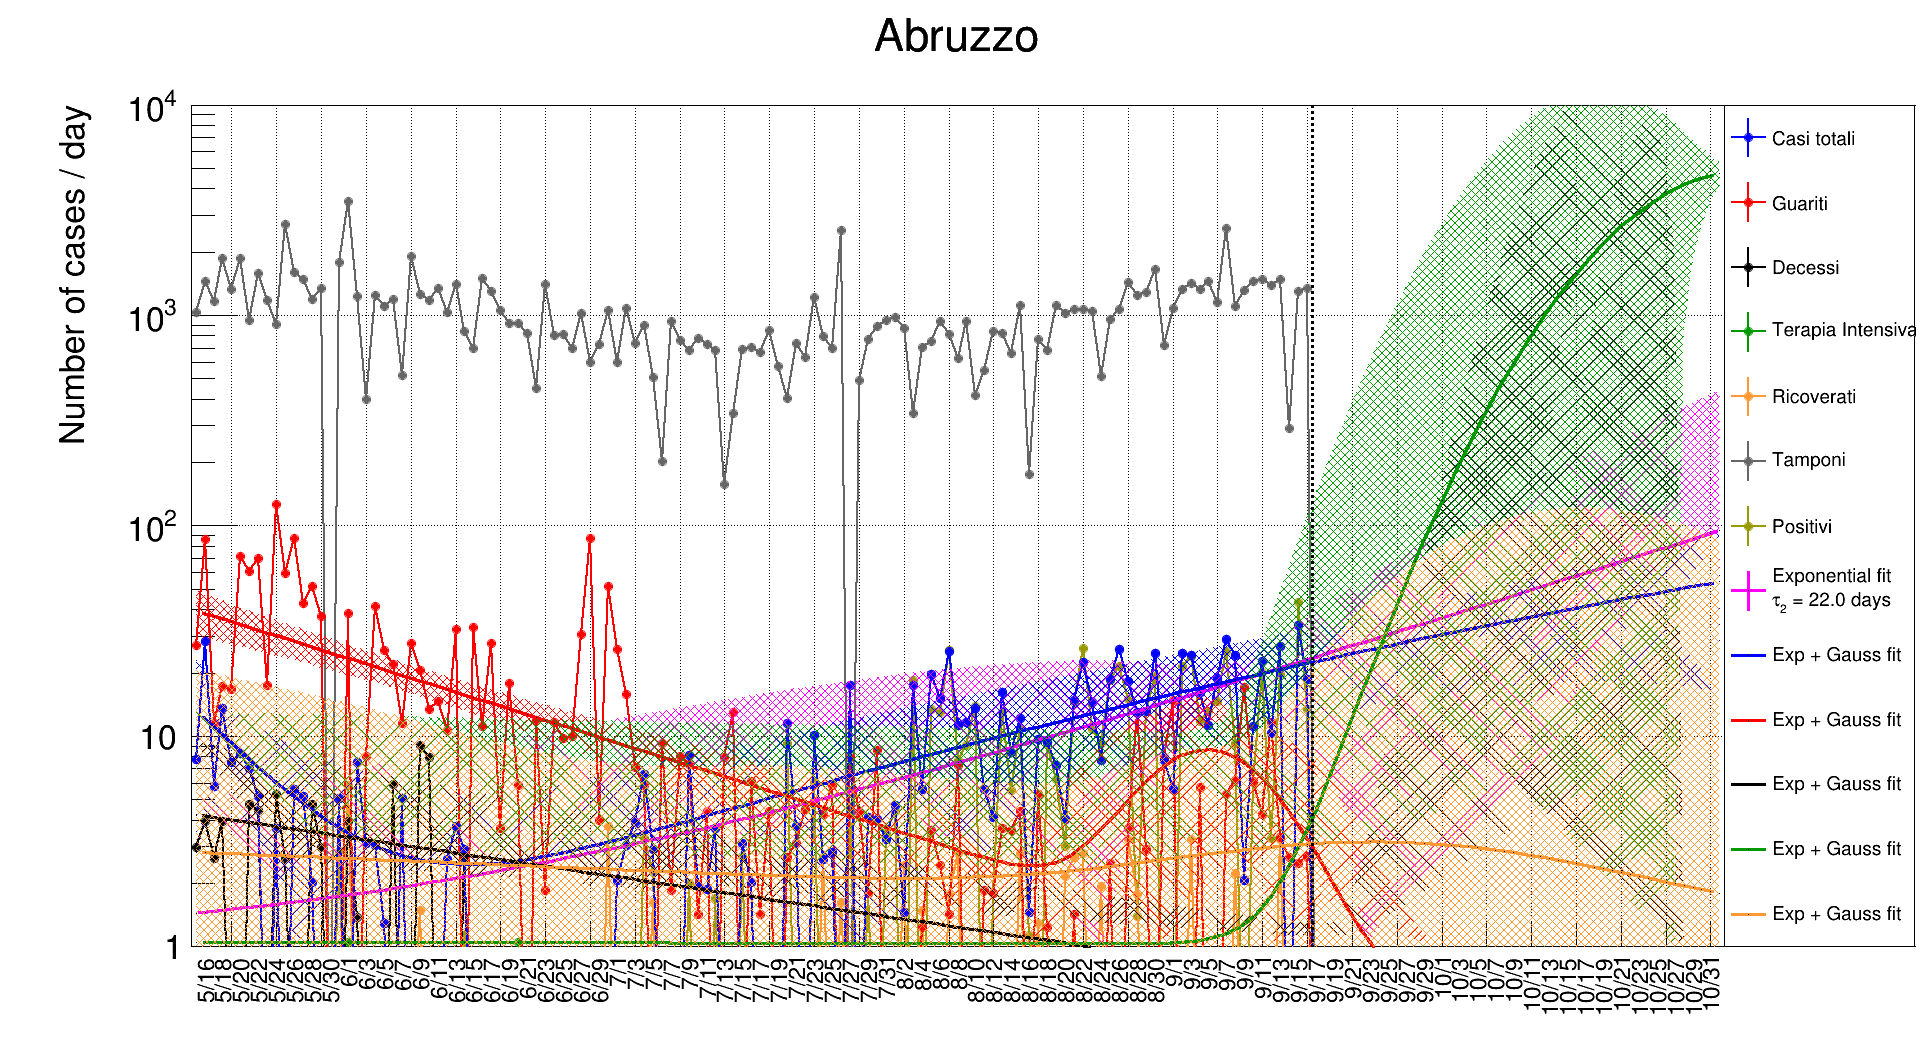 Abruzzo
Number of cases / day
10^4
10^3
10^2
10
1
5/16 5/18 5/20 5/22 5/24 5/26 5/28 5/30 6/1 6/3 6/5 6/7 6/9 6/11 6/13 6/15 6/17 6/19 6/21 6/23 6/25 6/27 6/29 7/1 7/3 7/5 7/7 7/9 7/11 7/13 7/15 7/17 7/19 7/21 7/23 7/25 7/27 7/29 7/31 8/2 8/4 8/6 8/8 8/10 8/12 8/14 8/16 8/18 8/20 8/22 8/24 8/26 8/28 8/30 9/1 9/3 9/5 9/7 9/9 9/11 9/13 9/15 9/17 9/19 9/21 9/23 9/25 9/27 9/29 10/1 10/3 10/5 10/7 10/9 10/11 10/13 10/15 10/17 10/19 10/21 10/23 10/25 10/27 10/29 10/31
Casi totali
Guariti
Decessi
Terapia Intensiva
Ricoverati
Tamponi
Positivi
Exponential fit
τ₂ = 22.0 days
Exp + Gauss fit
Exp + Gauss fit
Exp + Gauss fit
Exp + Gauss fit
Exp + Gauss fit